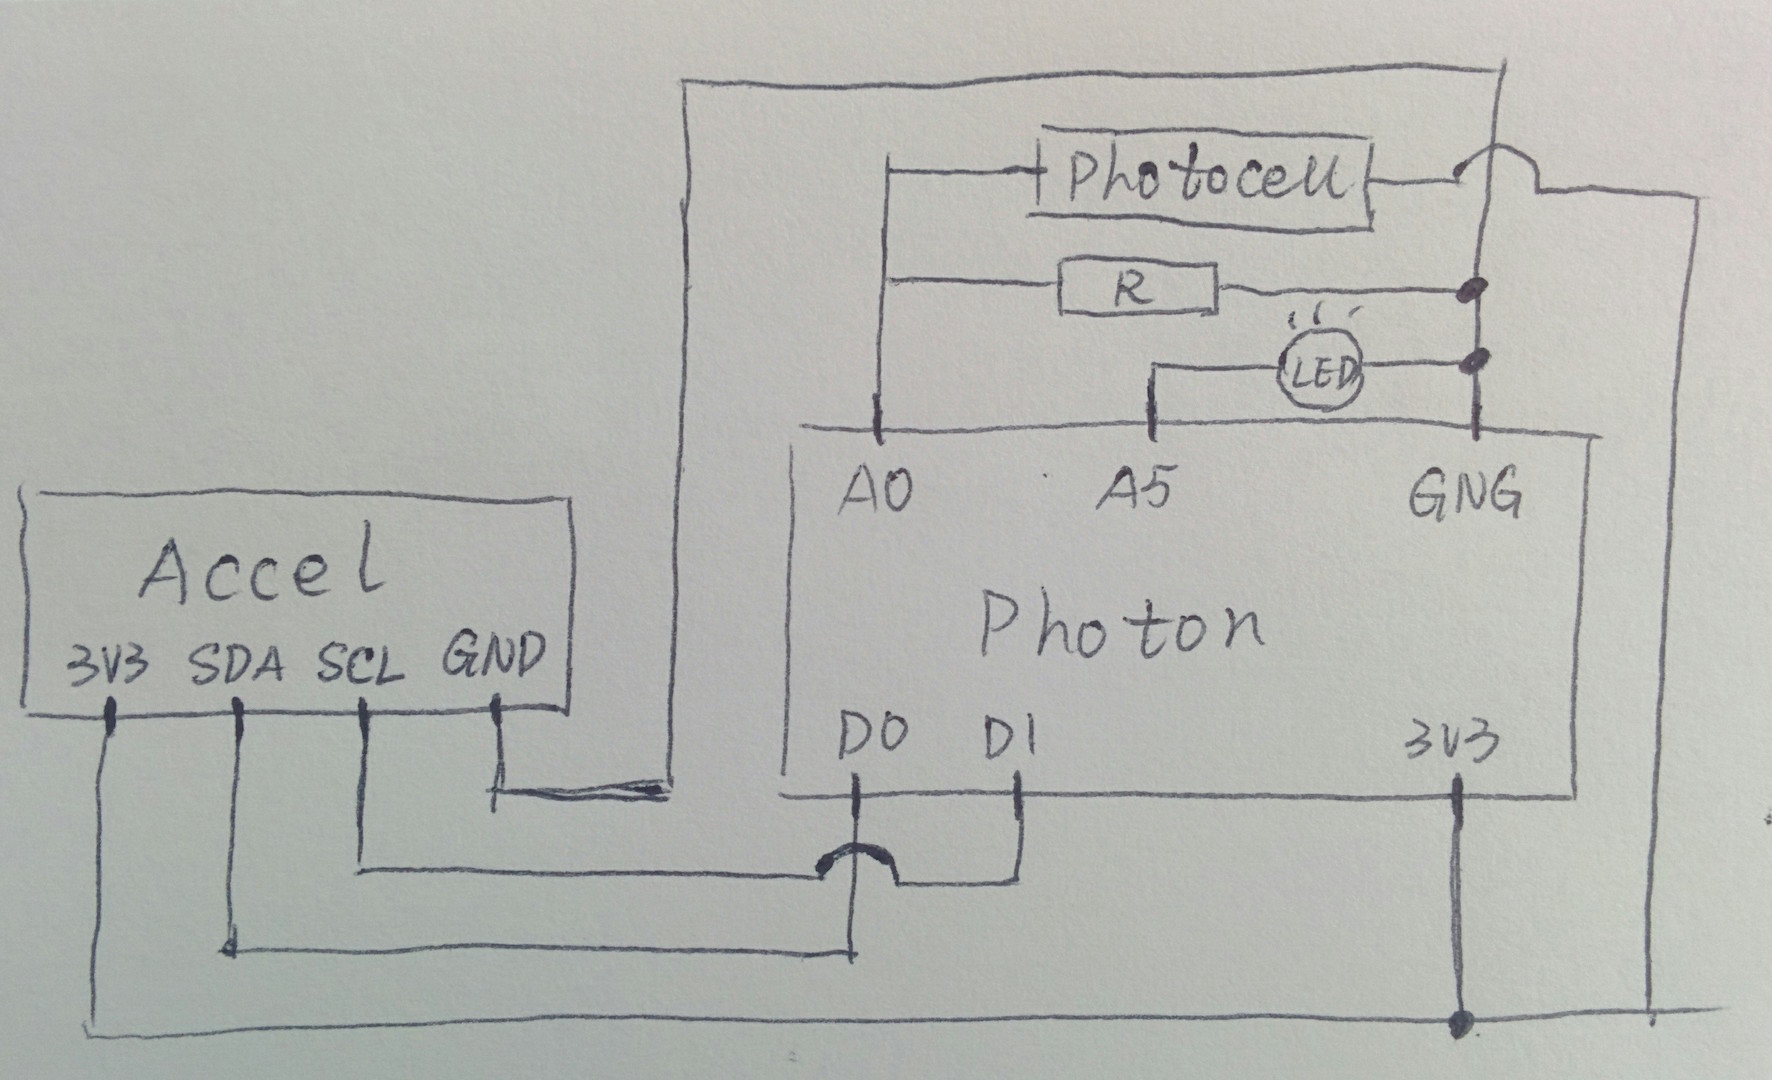 Photocell
R
LED
A0 A5 GNG
Accel
Photon
3V3 SDA SCL GND
D0 D1 3V3